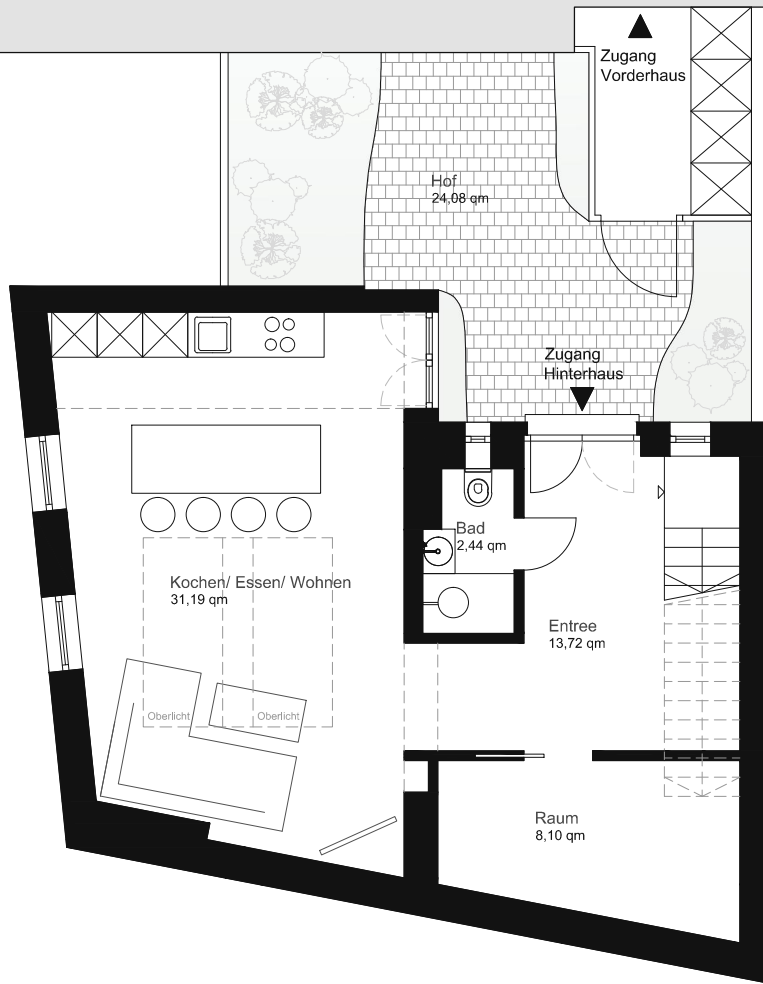 Zugang
Vorderhaus
Hof
24,08 qm
Zugang
Hinterhaus
Bad
2,44 qm
Kochen/ Essen/ Wohnen
31,19 qm
Entree
13,72 qm
Oberlicht
Oberlicht
Raum
8,10 qm